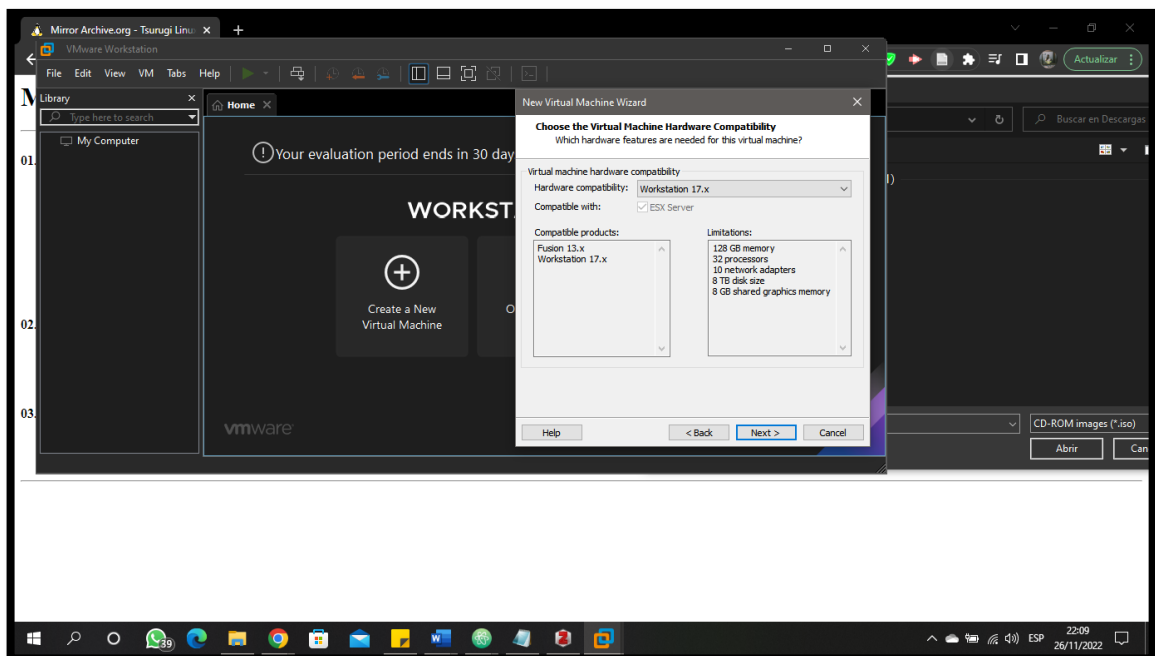 Mirror Archive.org - Tsurugi Linu
VMware Workstation
Actualizar
File Edit View VM Tabs Help
Library
Home
New Virtual Machine Wizard
Type here to search
Buscar en Descargas
My Computer
Choose the Virtual Machine Hardware Compatibility
Which hardware features are needed for this virtual machine?
01.
Your evaluation period ends in 30 day
Virtual machine hardware compatibility
Hardware compatibility: Workstation 17.x
Compatible with: ESX Server
WORKST
Compatible products: Limitations:
Fusion 13.x
Workstation 17.x
128 GB memory
32 processors
10 network adapters
8 TB disk size
8 GB shared graphics memory
Create a New
Virtual Machine
02.
03.
vmware
Help < Back Next > Cancel
CD-ROM images (*.iso)
Abrir Can
39
ESP
22:09
26/11/2022